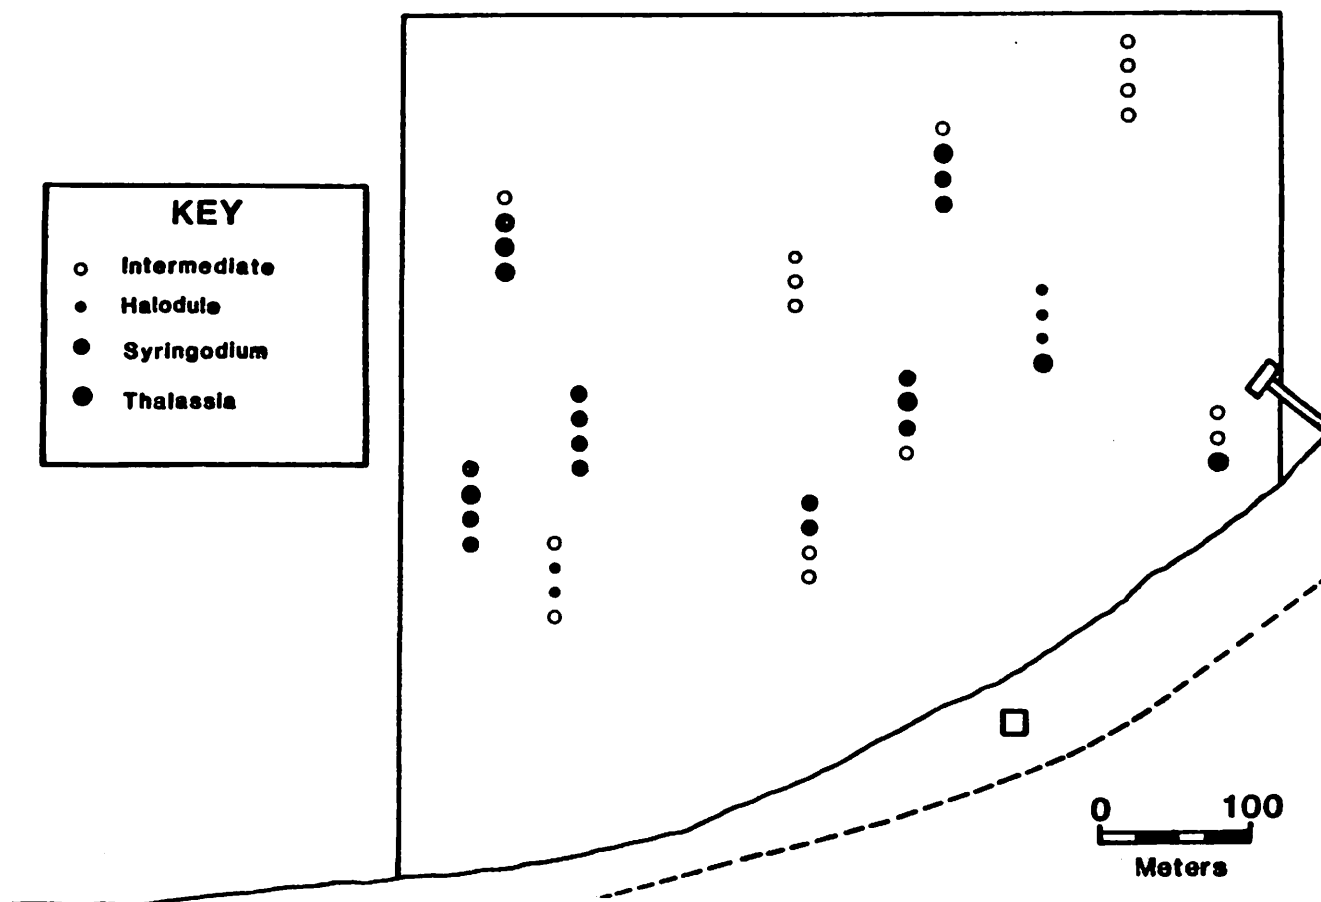 KEY
Intermediate
Halodule
Syringodium
Thalassia
0 100
Meters